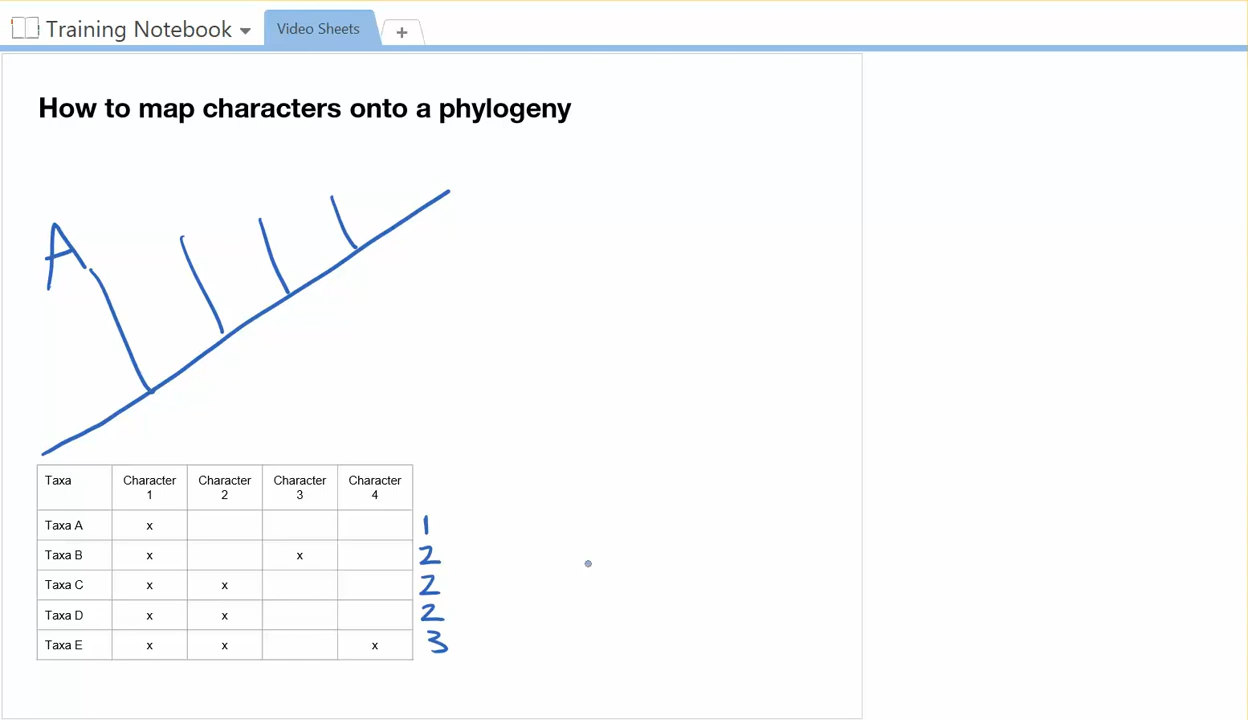 Training Notebook
Video Sheets
+
How to map characters onto a phylogeny
A
Taxa Character 1 Character 2 Character 3 Character 4
Taxa A x 1
Taxa B x x 2
Taxa C x x 2
Taxa D x x 2
Taxa E x x x 3